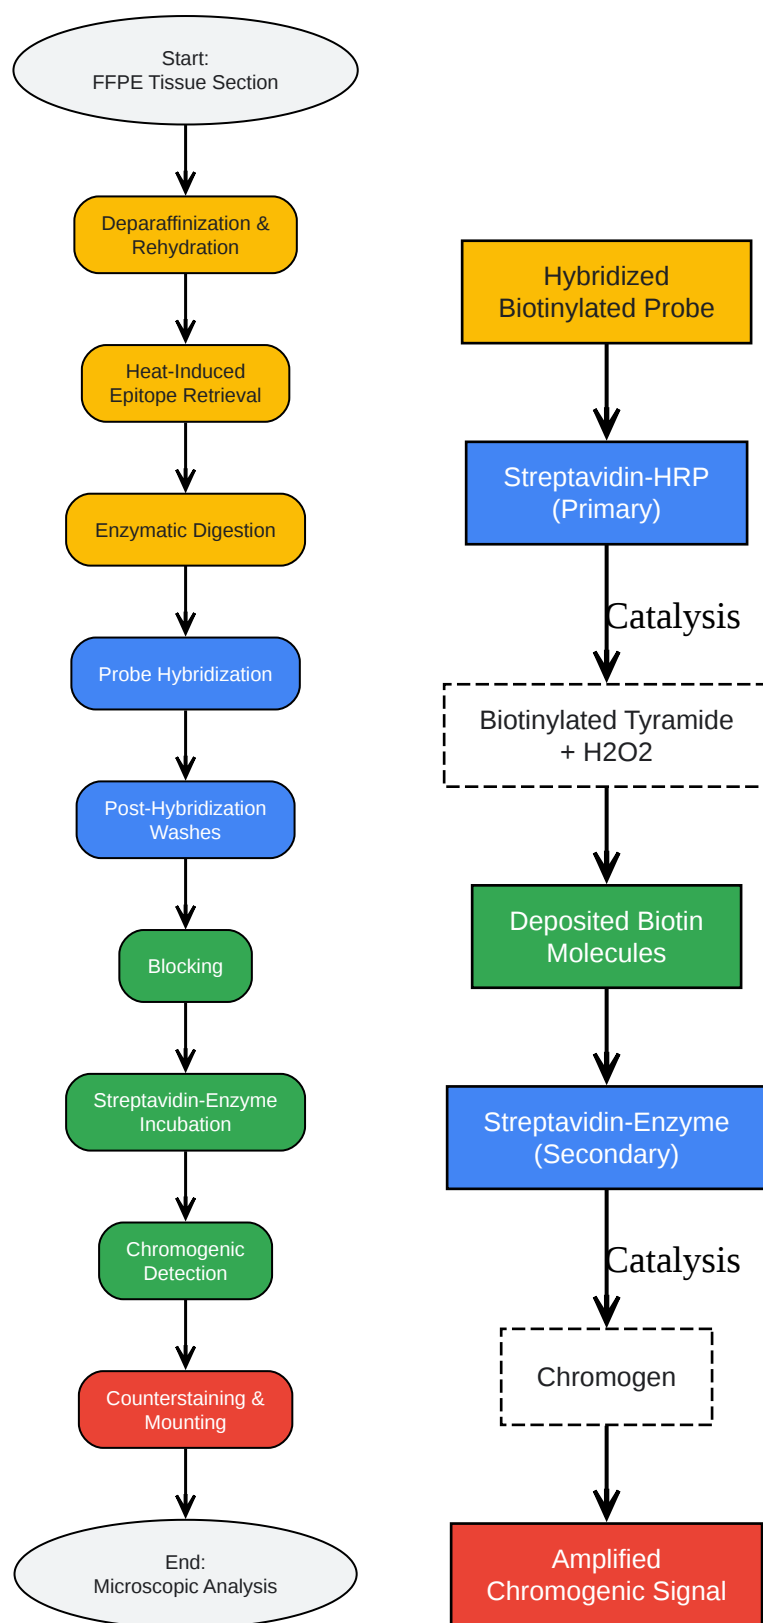 Start:
FFPE Tissue Section
Deparaffinization &
Rehydration
Heat-Induced
Epitope Retrieval
Enzymatic Digestion
Probe Hybridization
Post-Hybridization
Washes
Blocking
Streptavidin-Enzyme
Incubation
Chromogenic
Detection
Counterstaining &
Mounting
End:
Microscopic Analysis
Hybridized
Biotinylated Probe
Streptavidin-HRP
(Primary)
Catalysis
Biotinylated Tyramide
+ H2O2
Deposited Biotin
Molecules
Streptavidin-Enzyme
(Secondary)
Catalysis
Chromogen
Amplified
Chromogenic Signal